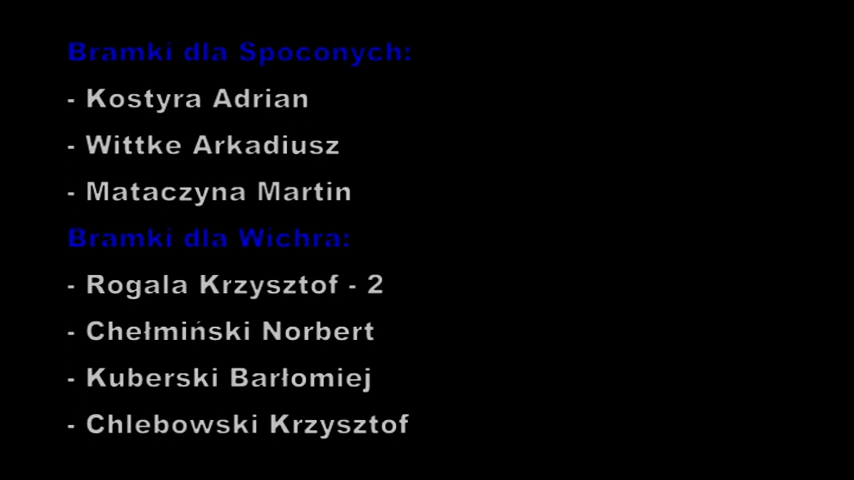 Bramki dla Spoconych:
- Kostyra Adrian
- Wittke Arkadiusz
- Mataczyna Martin
Bramki dla Wichra:
- Rogala Krzysztof - 2
- Chełmiński Norbert
- Kuberski Barłomiej
- Chlebowski Krzysztof